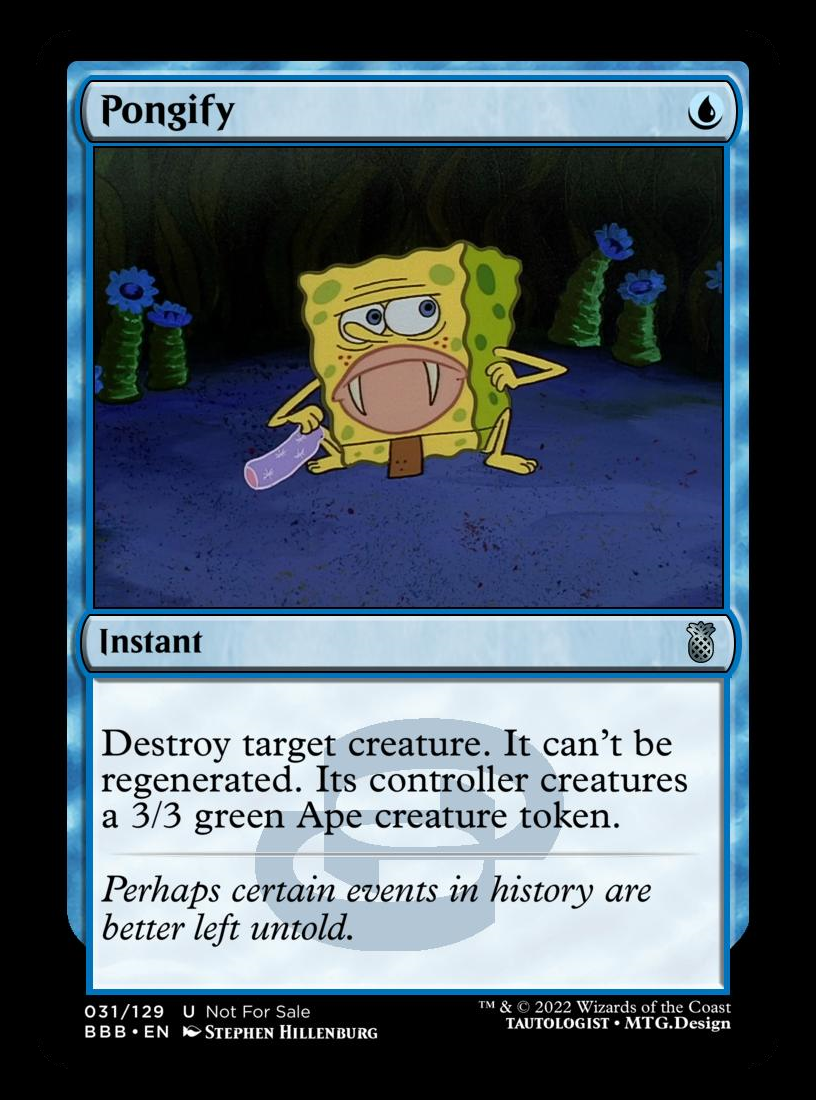 Pongify
Instant
Destroy target creature. It can't be
regenerated. Its controller creatures
a 3/3 green Ape creature token.
Perhaps certain events in history are
better left untold.
031/129 U Not For Sale
BBB • EN Stephen Hillenburg
™ & © 2022 Wizards of the Coast
TAUTOLOGIST • MTG.Design